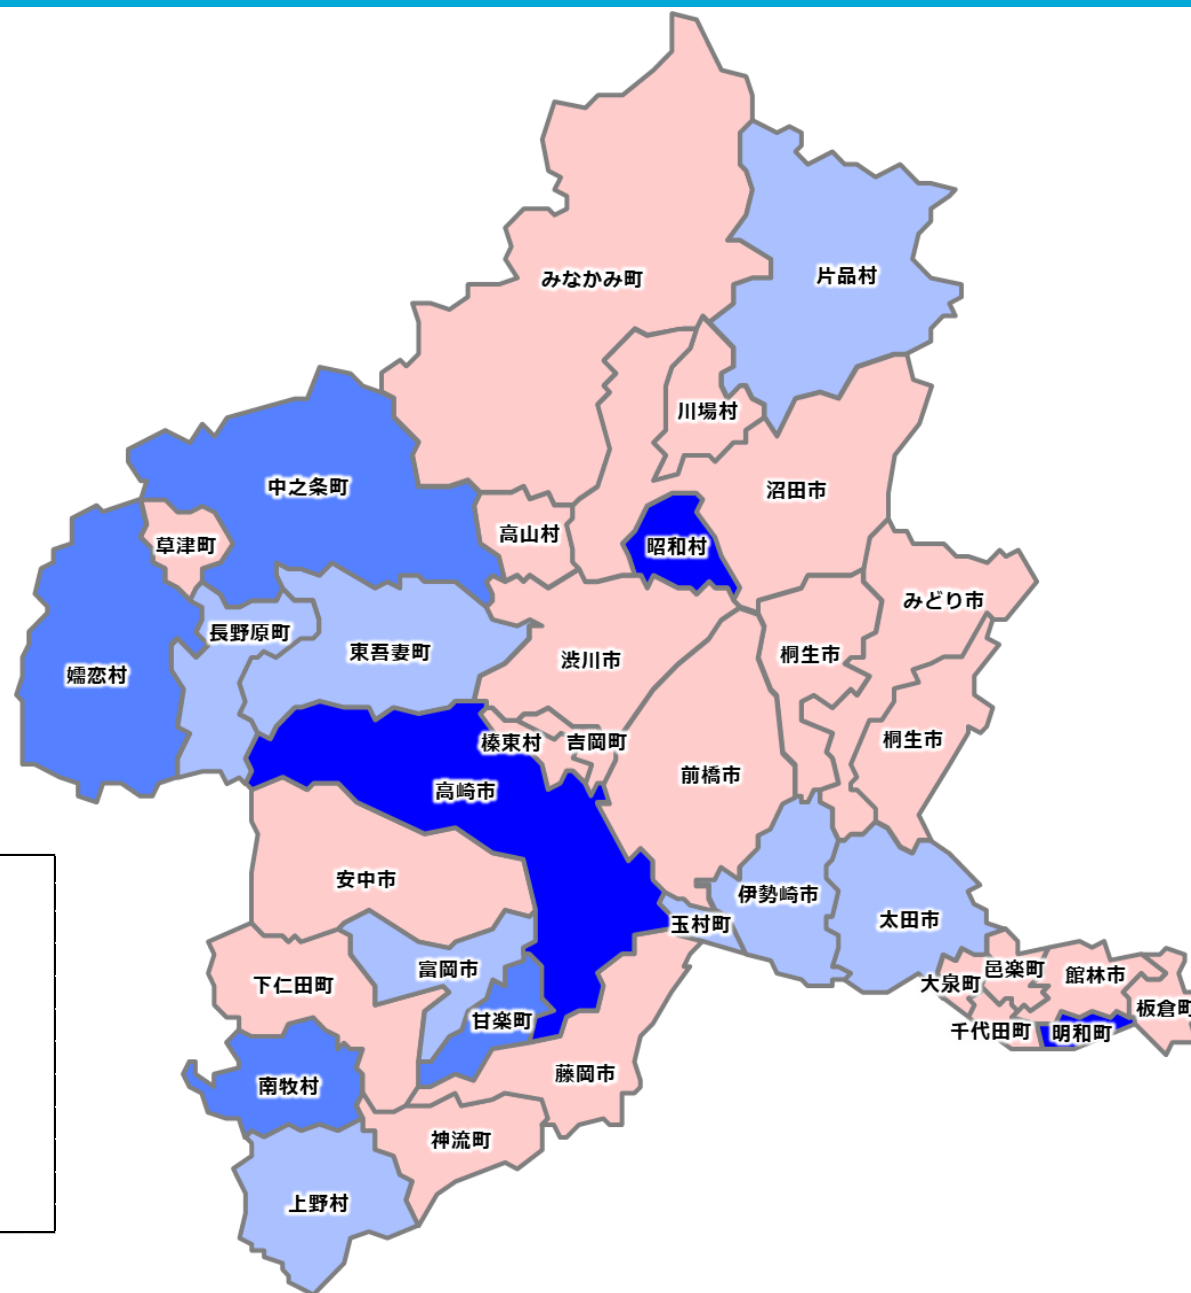 みなかみ町
片品村
川場村
中之条町
沼田市
高山村
草津町
昭和村
みどり市
長野原町
東吾妻町
渋川市
桐生市
嬬恋村
榛東村
吉岡町
桐生市
前橋市
高崎市
安中市
伊勢崎市
玉村町
太田市
富岡市
下仁田町
大泉町
邑楽町
館林市
板倉町
甘楽町
千代田町
明和町
藤岡市
南牧村
神流町
上野村